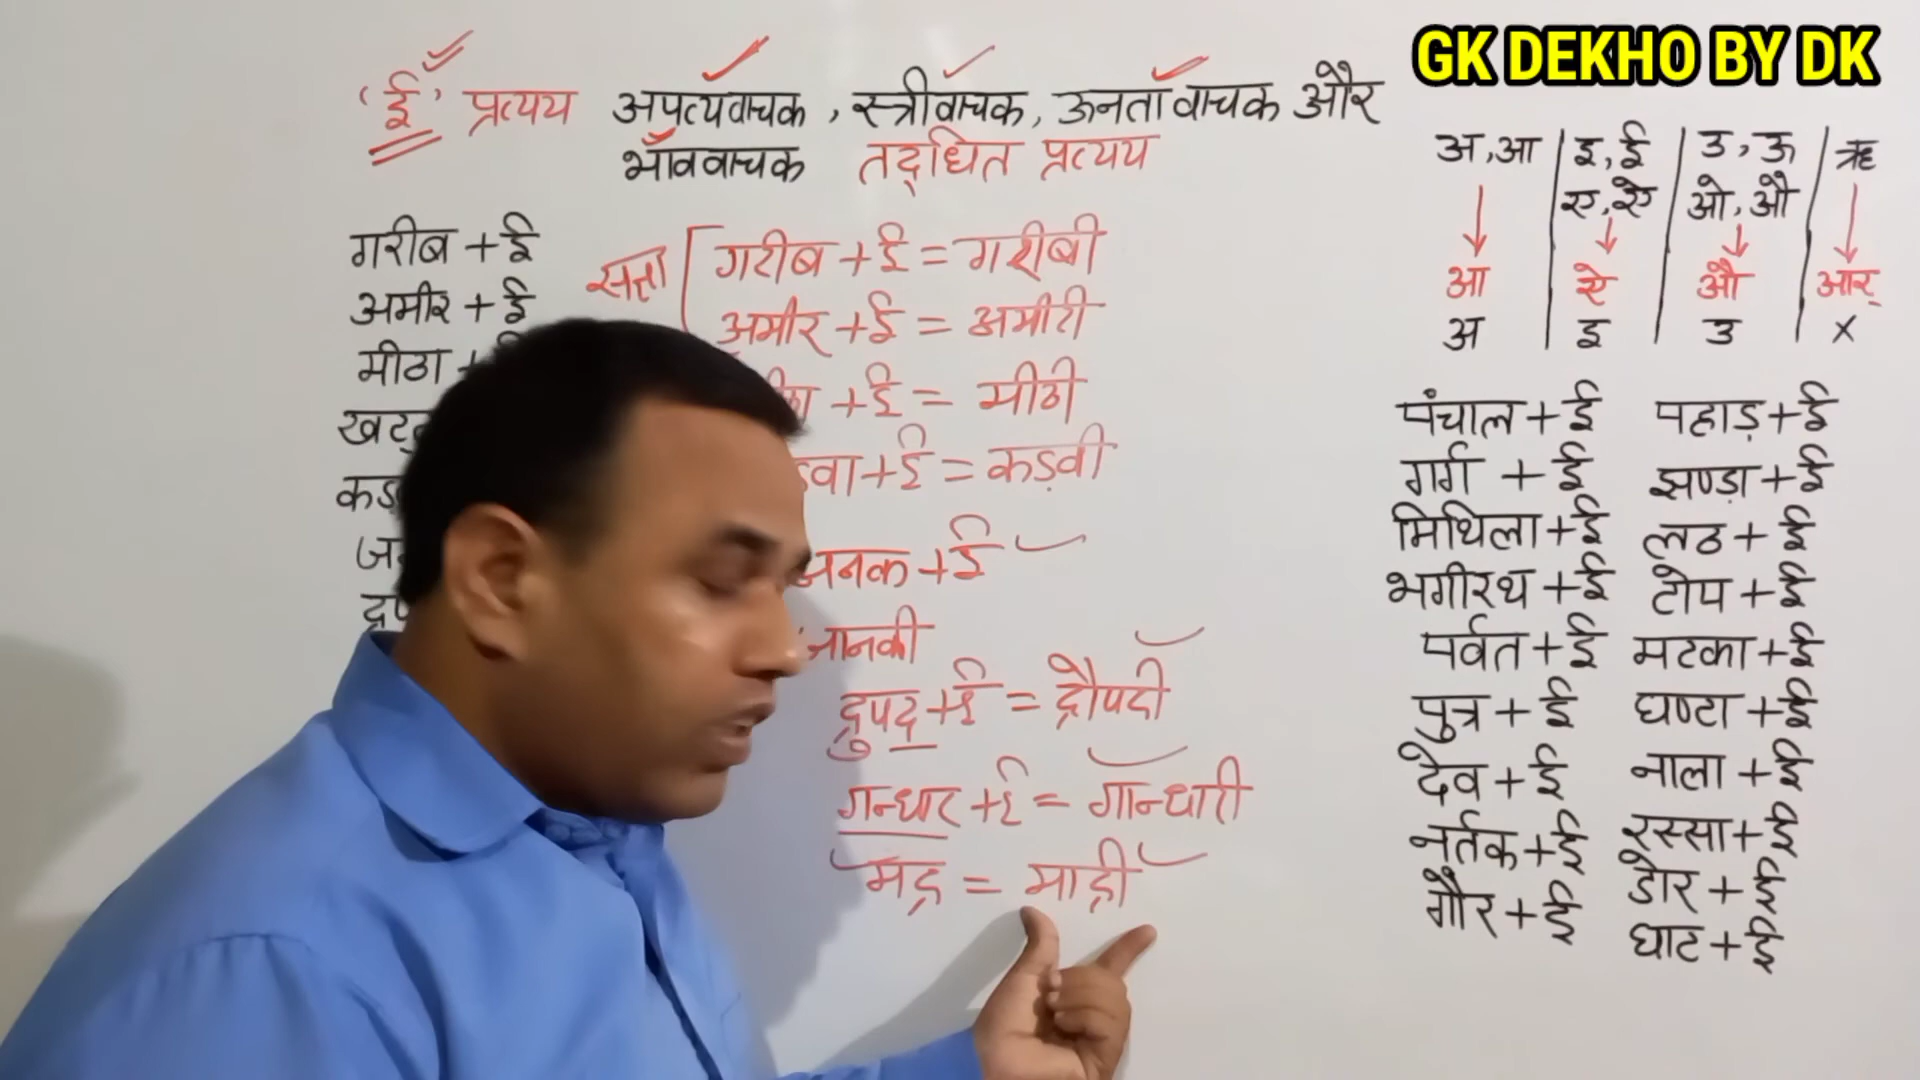 GK DEKHO BY DK
'ई' प्रत्यय अपत्यवाचक, स्त्रीवाचक, ऊनतावाचक और
भाववाचक तद्धित प्रत्यय
गरीब + ई
अमीर + ई
मीठा +
सत्ता
गरीब + ई = गरीबी
अमीर + ई = अमीरी
+ ई = मीठी
+ ई = कड़वी
जनक + ई
जानकी
द्रुपद + ई = द्रौपदी
गन्धार + ई = गान्धारी
मद्र = माद्री
अ, आ | इ, ई | उ, ऊ | ऋ
ए, ऐ | ओ, औ
आ ऐ औ आर्
अ | इ | उ | X
पंचाल + ई पहाड़ + ई
गर्ग + ई झण्डा + ई
मिथिला + ई लठ + ई
भगीरथ + ई टोप + ई
पर्वत + ई मटका + ई
पुत्र + ई घण्टा + ई
देव + ई नाला + ई
नर्तक + ई रस्सा + ई
गौर + ई डोर + ई
घाट + ई